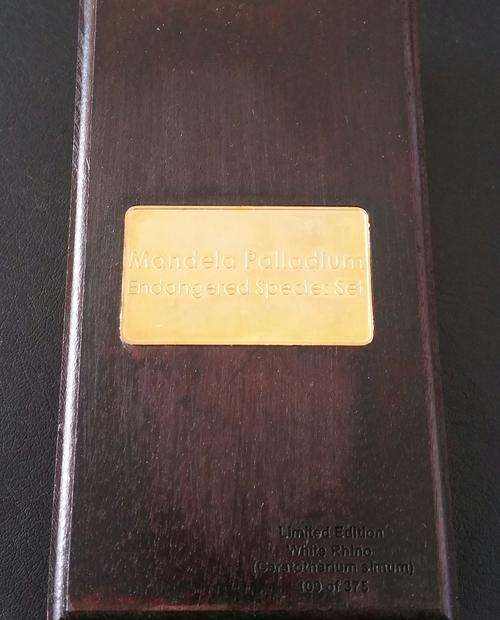 Mandela Palladium
Endangered Species Set
Limited Edition
White Rhino
(Ceratotherium simum)
109 of 375